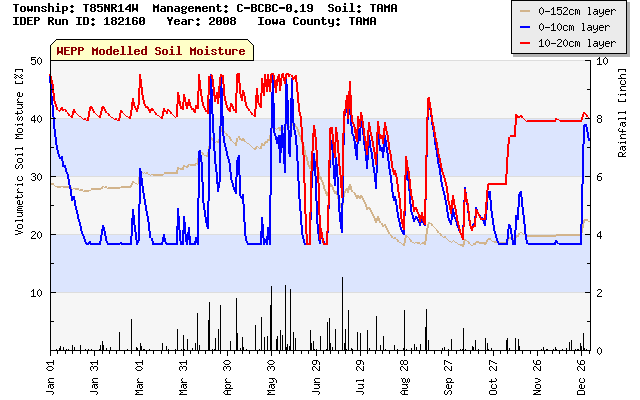 Township: T85NR14W  Management: C-BCBC-0,19  Soil: TAMA
IDEP Run ID: 182160   Year: 2008   Iowa County: TAMA
0-152cm layer
0-10cm layer
10-20cm layer
WEPP Modelled Soil Moisture
Volumetric Soil Moisture [%]
50
40
30
20
10
Rainfall [inch]
10
8
6
4
2
0
Jan 01
Jan 31
Mar 01
Mar 31
Apr 30
May 30
Jun 29
Jul 29
Aug 28
Sep 27
Oct 27
Nov 26
Dec 26